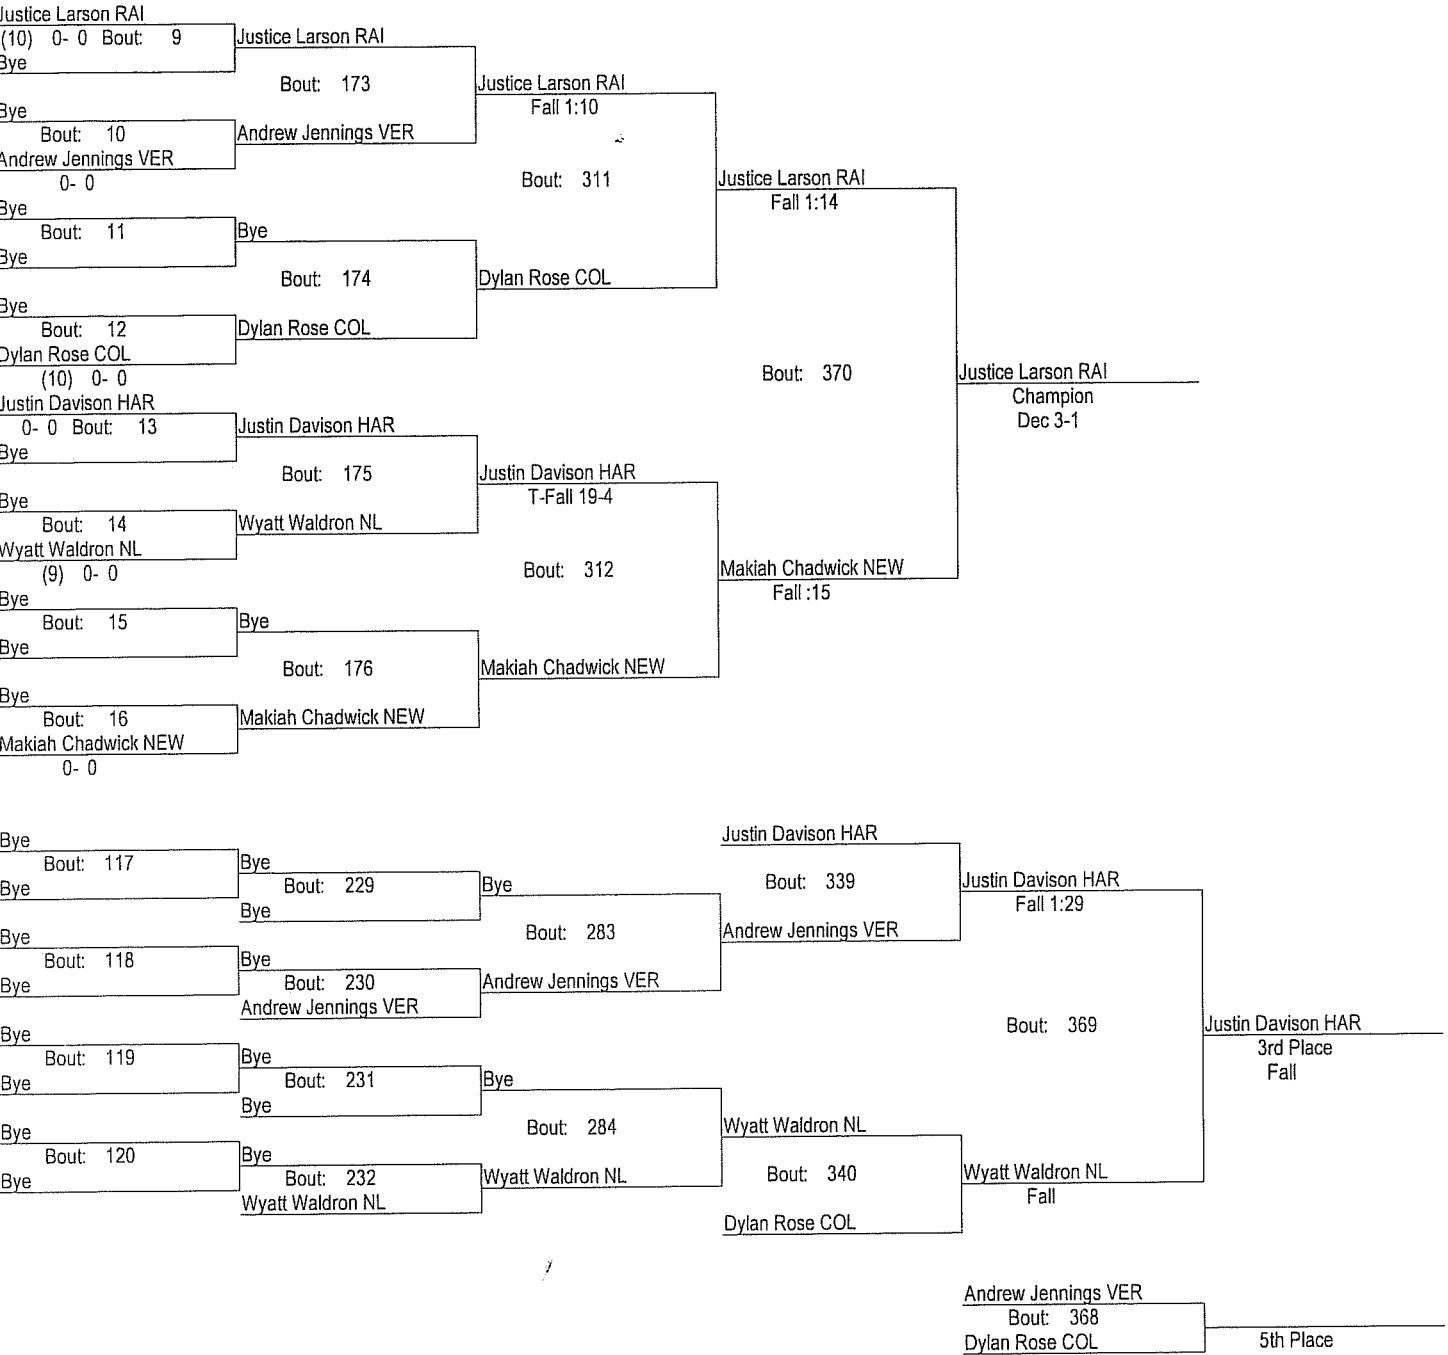 Justice Larson RAI
(10) 0- 0 Bout: 9
Bye
Justice Larson RAI
Bout: 173
Justice Larson RAI
Fall 1:10
Bye
Bout: 10
Andrew Jennings VER
Andrew Jennings VER
0- 0
Bout: 311
Justice Larson RAI
Fall 1:14
Bye
Bout: 11
Bye
Bye
Bout: 174
Dylan Rose COL
Bye
Bout: 12
Dylan Rose COL
Dylan Rose COL
(10) 0- 0
Bout: 370
Justice Larson RAI
Champion
Dec 3-1
Justin Davison HAR
0- 0 Bout: 13
Bye
Justin Davison HAR
Bout: 175
Justin Davison HAR
T-Fall 19-4
Bye
Bout: 14
Wyatt Waldron NL
Wyatt Waldron NL
(9) 0- 0
Bout: 312
Makiah Chadwick NEW
Fall :15
Bye
Bout: 15
Bye
Bye
Bout: 176
Makiah Chadwick NEW
Bye
Bout: 16
Makiah Chadwick NEW
Makiah Chadwick NEW
0- 0
Bye
Bout: 117
Bye
Bye
Bout: 229
Bye
Bye
Justin Davison HAR
Bout: 339
Justin Davison HAR
Fall 1:29
Bout: 283
Andrew Jennings VER
Bye
Bout: 118
Bye
Bye
Bout: 230
Andrew Jennings VER
Andrew Jennings VER
Bout: 369
Justin Davison HAR
3rd Place
Fall
Bye
Bout: 119
Bye
Bye
Bout: 231
Bye
Bye
Bout: 284
Wyatt Waldron NL
Bye
Bout: 120
Bye
Bye
Bout: 232
Wyatt Waldron NL
Wyatt Waldron NL
Bout: 340
Wyatt Waldron NL
Fall
Dylan Rose COL
Andrew Jennings VER
Bout: 368
Dylan Rose COL
5th Place